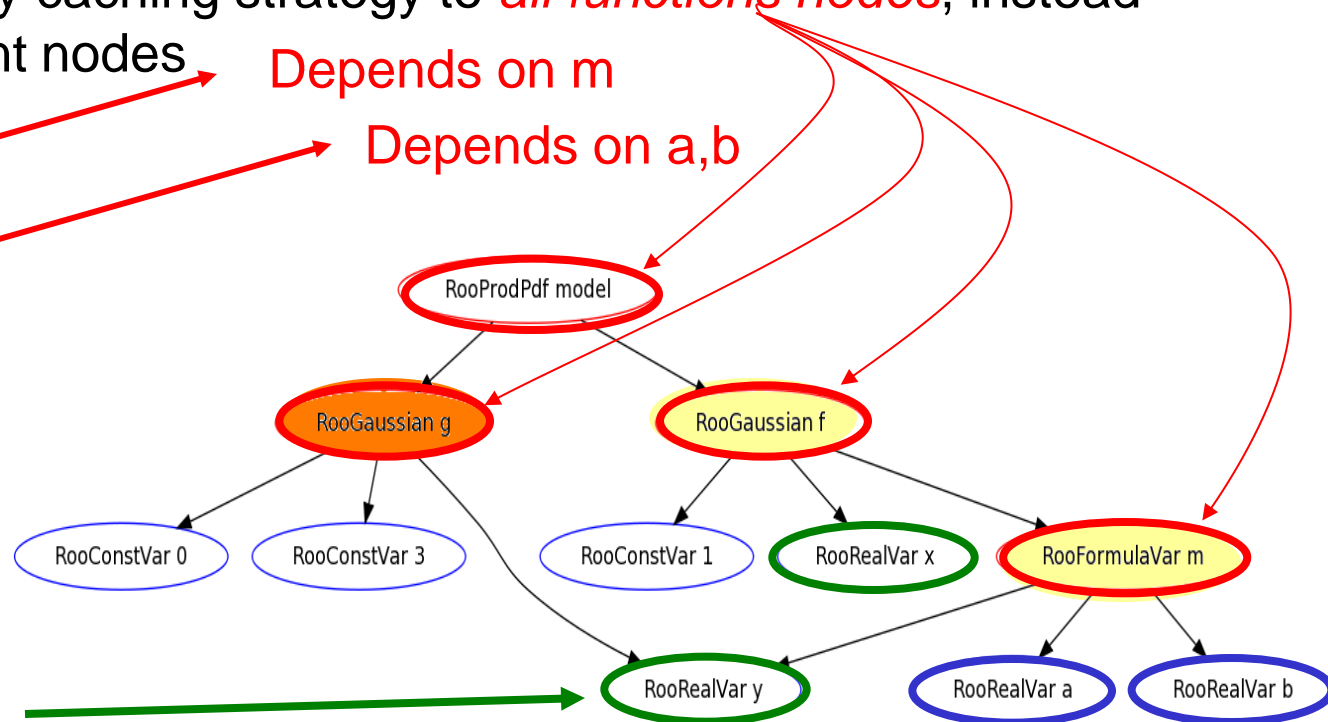 y caching strategy to all functions nodes, instead
nt nodes
Depends on m
Depends on a,b
RooProdPdf model
RooGaussian g
RooGaussian f
RooConstVar 0
RooConstVar 3
RooConstVar 1
RooRealVar x
RooFormulaVar m
RooRealVar y
RooRealVar a
RooRealVar b